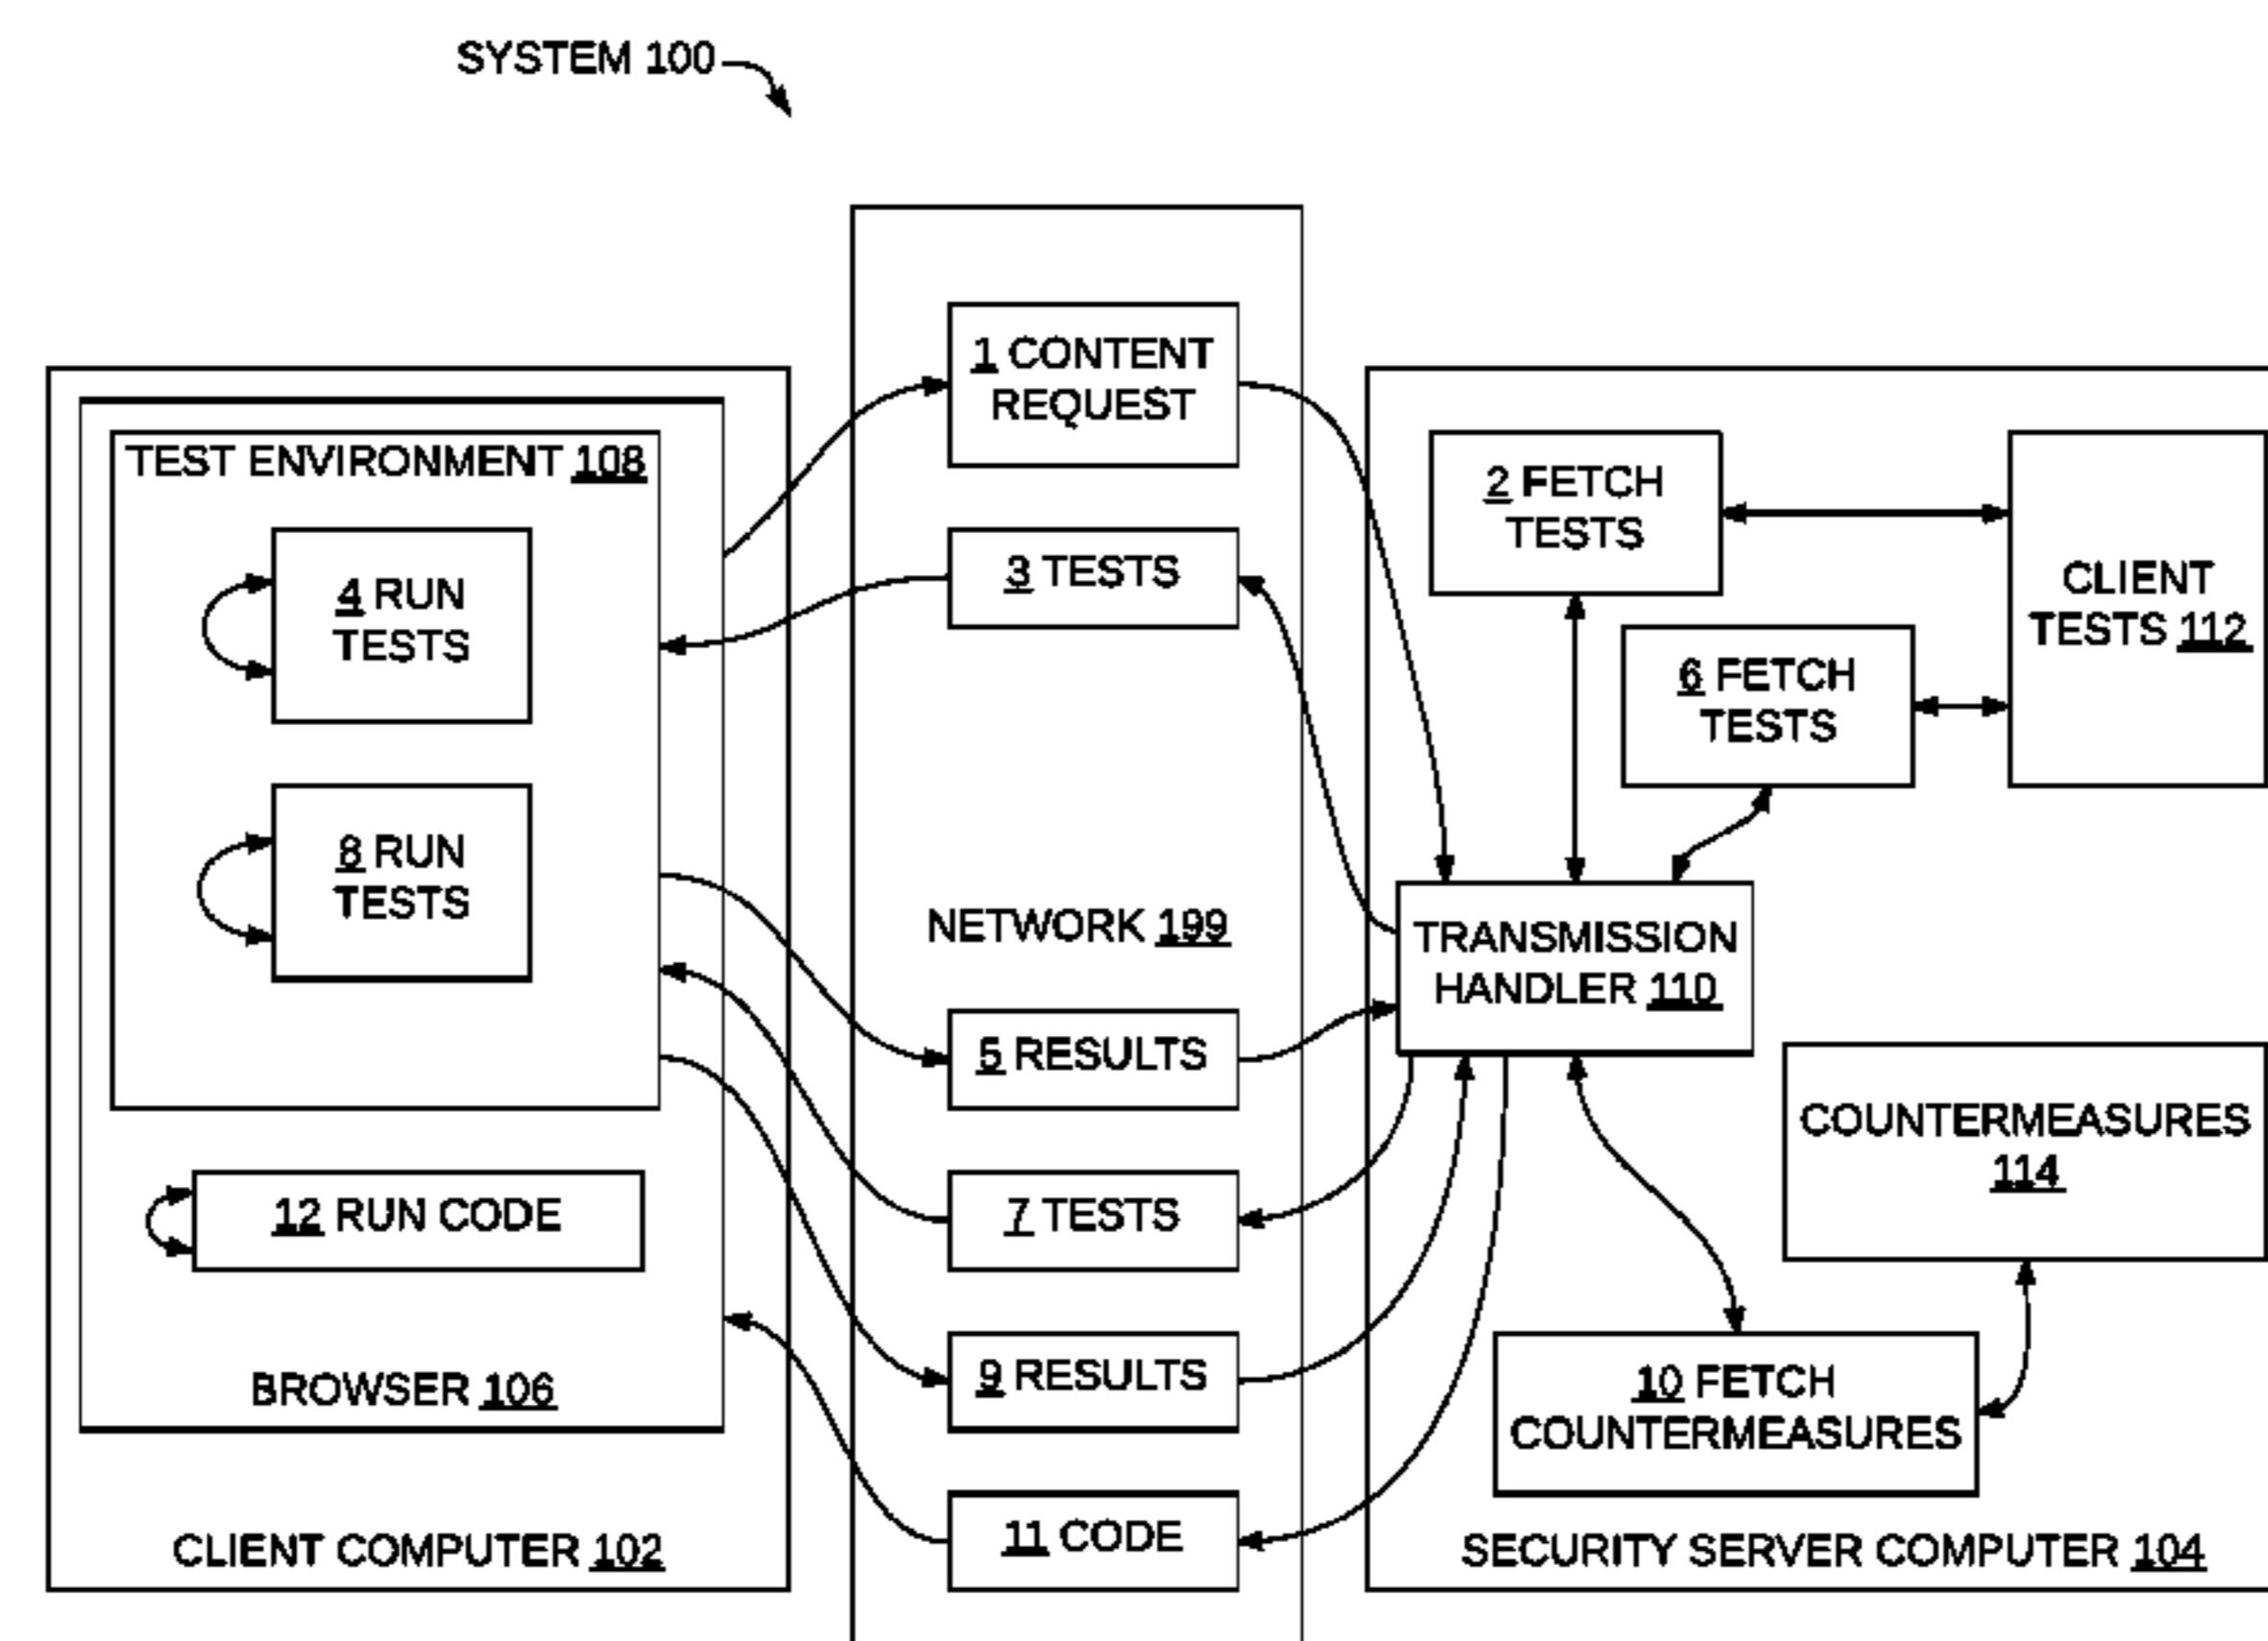 SYSTEM 100
1 CONTENT
REQUEST
TEST ENVIRONMENT 108
2 FETCH
TESTS
3 TESTS
CLIENT
TESTS 112
4 RUN
TESTS
6 FETCH
TESTS
8 RUN
TESTS
NETWORK 199
TRANSMISSION
HANDLER 110
5 RESULTS
COUNTERMEASURES
114
12 RUN CODE
7 TESTS
BROWSER 106
9 RESULTS
10 FETCH
COUNTERMEASURES
CLIENT COMPUTER 102
11 CODE
SECURITY SERVER COMPUTER 104